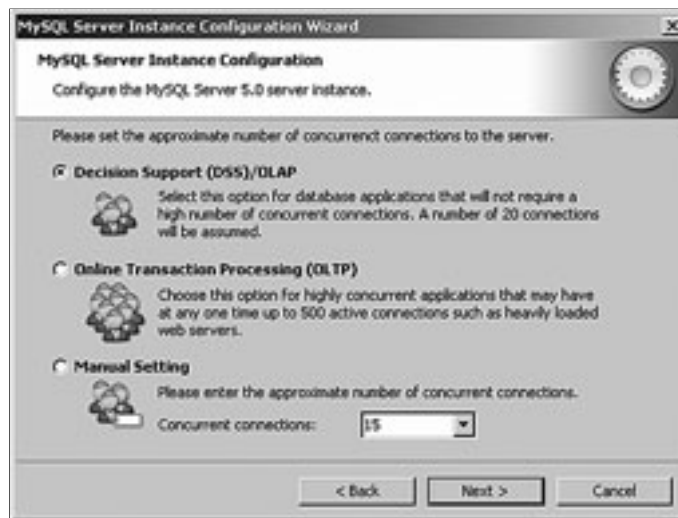 MySQL Server Instance Configuration Wizard
MySQL Server Instance Configuration
Configure the MySQL Server 5.0 server instance.
Please set the approximate number of concurrenct connections to the server.
Decision Support (DSS)/OLAP
Select this option for database applications that will not require a
high number of concurrent connections. A number of 20 connections
will be assumed.
Online Transaction Processing (OLTP)
Choose this option for highly concurrent applications that may have
at any one time up to 500 active connections such as heavily loaded
web servers.
Manual Setting
Please enter the approximate number of concurrent connections.
Concurrent connections: 15
< Back Next > Cancel